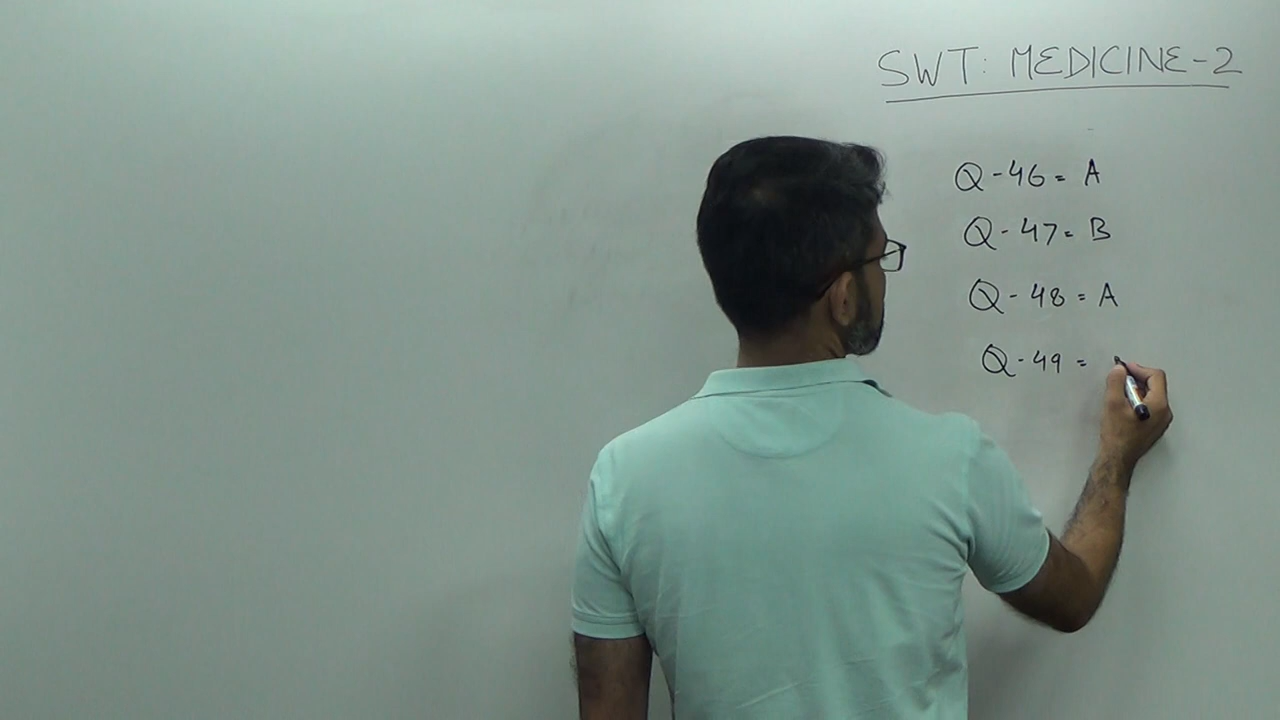 SWT: MEDICINE-2
Q-46= A
Q-47= B
Q-48= A
Q-49=